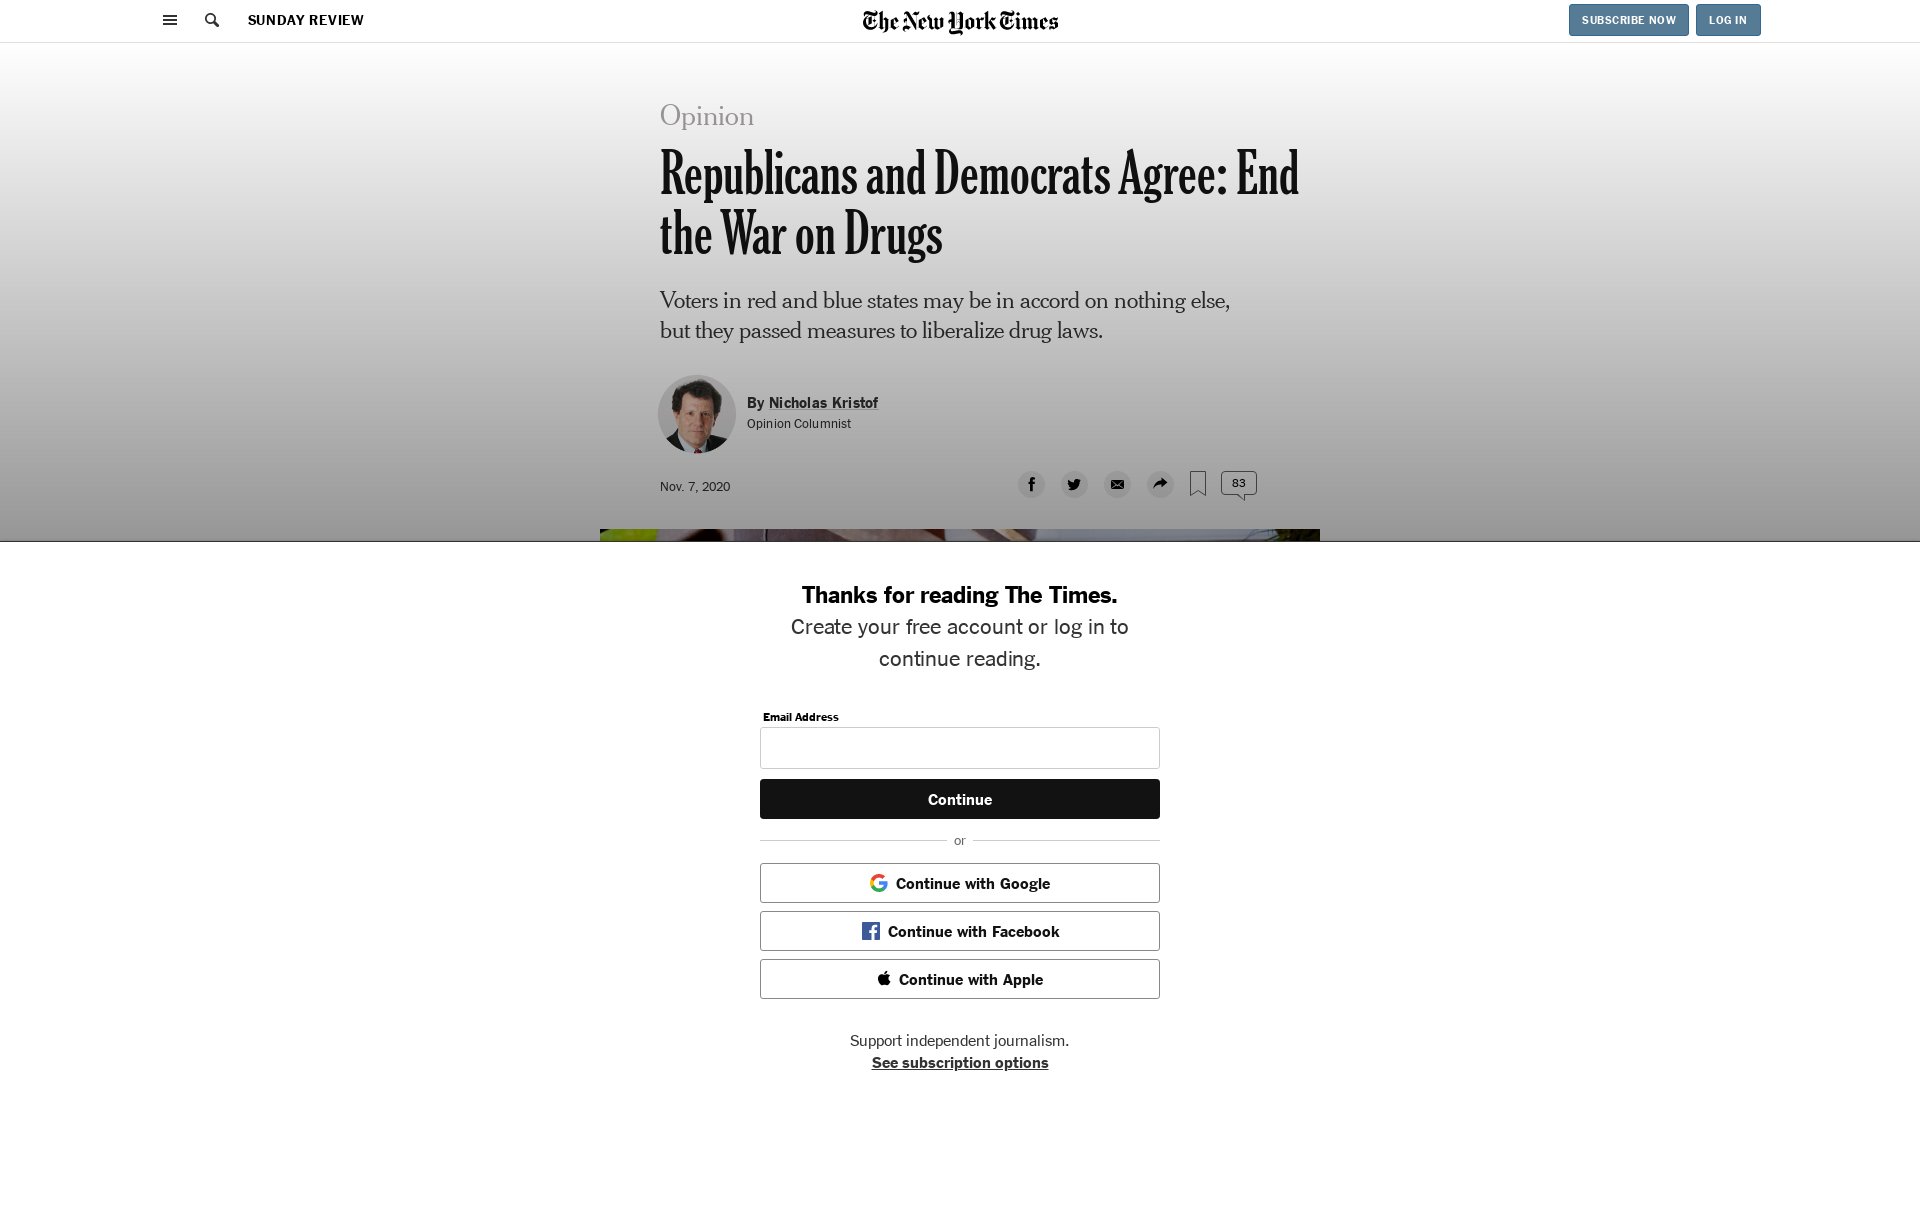 SUNDAY REVIEW
The New York Times
SUBSCRIBE NOW
LOG IN
Opinion
Republicans and Democrats Agree: End
the War on Drugs
Voters in red and blue states may be in accord on nothing else,
but they passed measures to liberalize drug laws.
By Nicholas Kristof
Opinion Columnist
Nov. 7, 2020
83
Thanks for reading The Times.
Create your free account or log in to
continue reading.
Email Address
Continue
or
Continue with Google
Continue with Facebook
Continue with Apple
Support independent journalism.
See subscription options